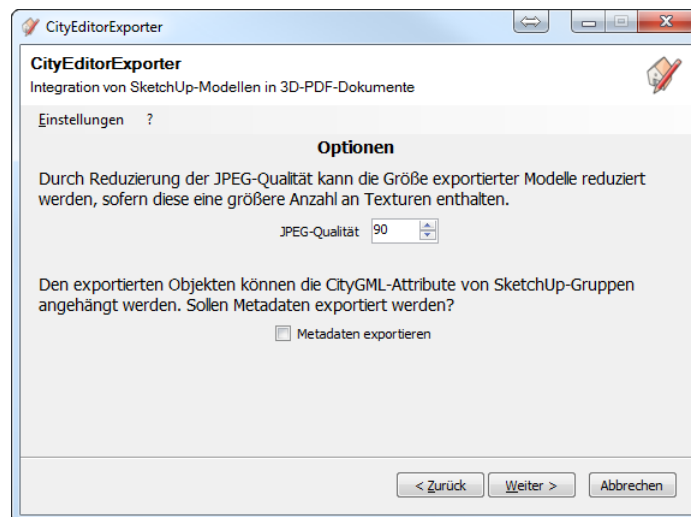 CityEditorExporter
CityEditorExporter
Integration von SketchUp-Modellen in 3D-PDF-Dokumente
Einstellungen ?
Optionen
Durch Reduzierung der JPEG-Qualität kann die Größe exportierter Modelle reduziert
werden, sofern diese eine größere Anzahl an Texturen enthalten.
JPEG-Qualität 90
Den exportierten Objekten können die CityGML-Attribute von SketchUp-Gruppen
angehängt werden. Sollen Metadaten exportiert werden?
Metadaten exportieren
< Zurück Weiter > Abbrechen